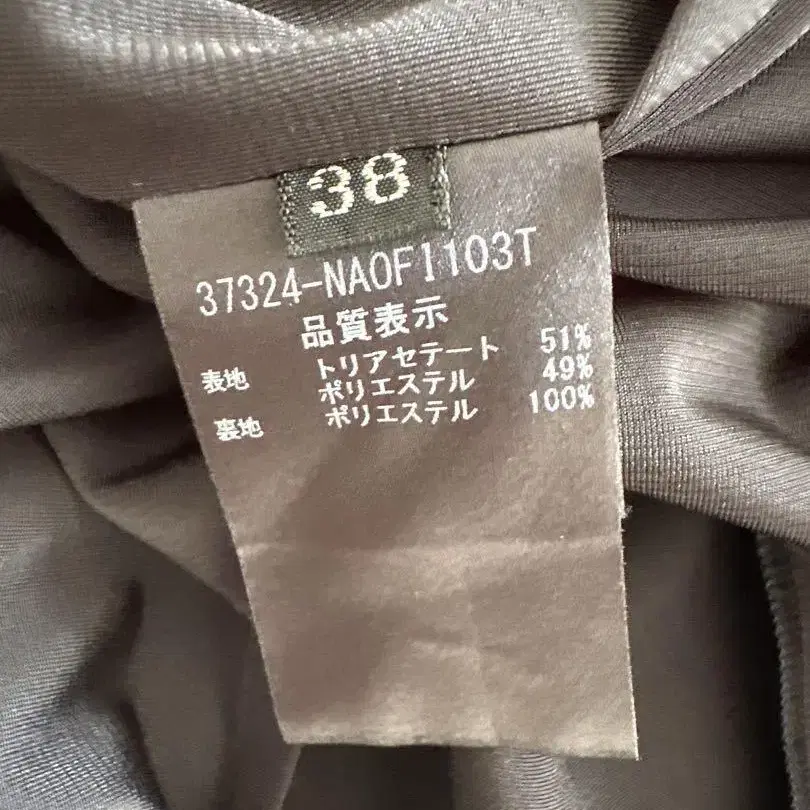 38
37324-NAOFI103T
品質表示
表地 トリアセテート 51%
ポリエステル 49%
裏地 ポリエステル 100%